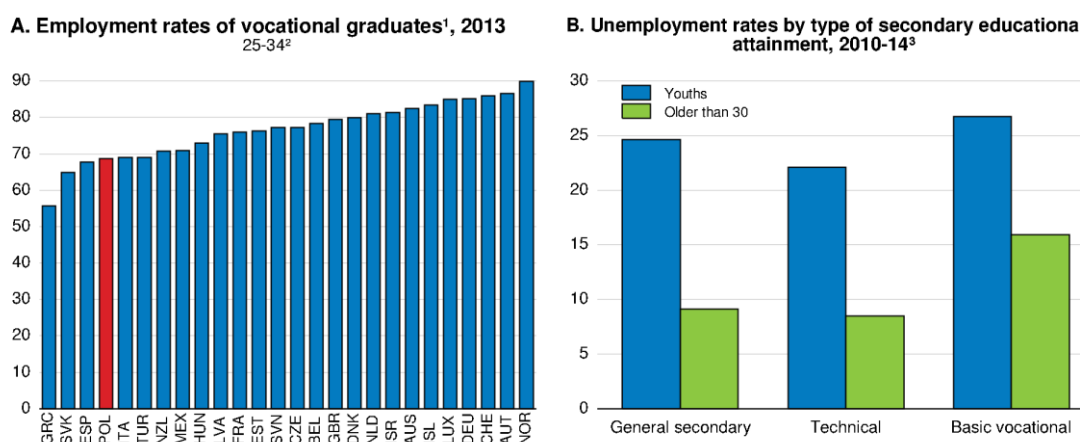 A. Employment rates of vocational graduates¹, 2013
25-34²
90
80
70
60
50
40
30
20
10
0
GRC
SVK
ESP
POL
ITA
TUR
NZL
MEX
HUN
LVA
FRA
EST
SVN
CZE
BEL
GBR
DNK
NLD
SR
AUS
SL
LUX
DEU
CHE
AUT
NOR
B. Unemployment rates by type of secondary educationa
attainment, 2010-14³
30
25
20
15
10
5
0
Youths
Older than 30
General secondary
Technical
Basic vocational